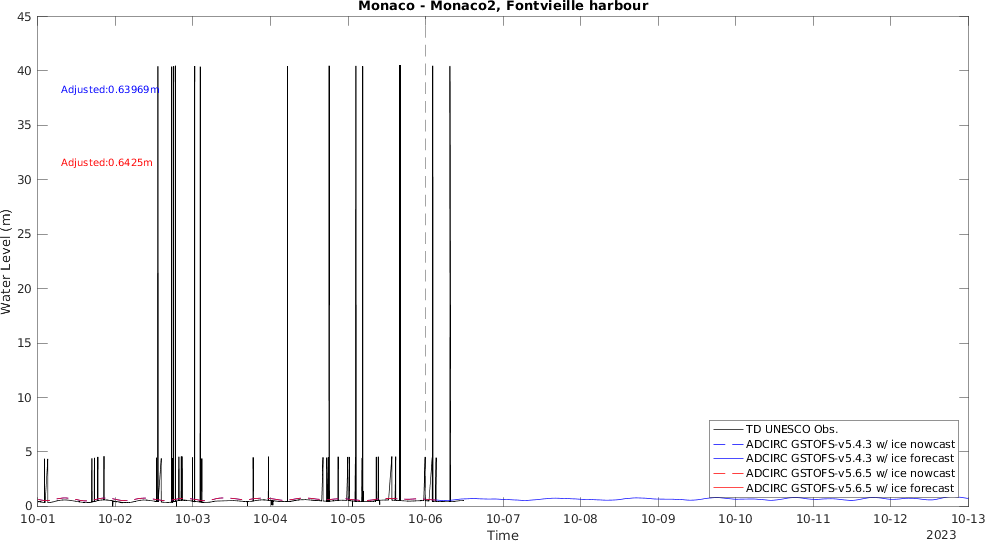 Monaco - Monaco2, Fontvieille harbour
45
40
35
30
25
20
15
10
5
0
Water Level (m)
Adjusted:0.63969m
Adjusted:0.6425m
TD UNESCO Obs.
ADCIRC GSTOFS-v5.4.3 w/ ice nowcast
ADCIRC GSTOFS-v5.4.3 w/ ice forecast
ADCIRC GSTOFS-v5.6.5 w/ ice nowcast
ADCIRC GSTOFS-v5.6.5 w/ ice forecast
10-01 10-02 10-03 10-04 10-05 10-06 10-07 10-08 10-09 10-10 10-11 10-12 10-13
Time
2023